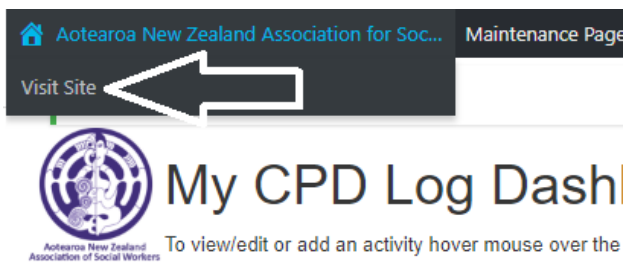 Aotearoa New Zealand Association for Soc... Maintenance Page
Visit Site
My CPD Log Dash
Aotearoa New Zealand
Association of Social Workers
To view/edit or add an activity hover mouse over the